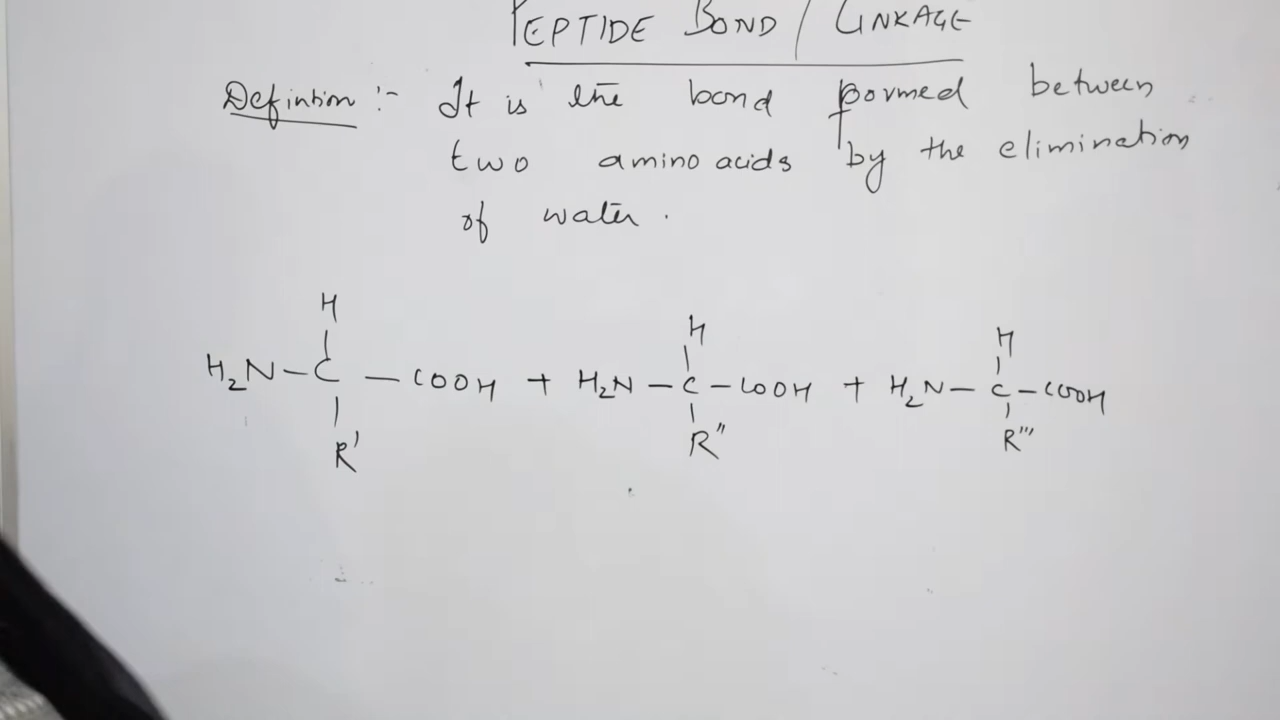 PEPTIDE BOND / LINKAGE
Defintion :- It is the bond formed between
two amino acids by the elimination
of water.
H H H
H₂N-C-COOH + H₂N-C-COOH + H₂N-C-COOH
R' R" R"'